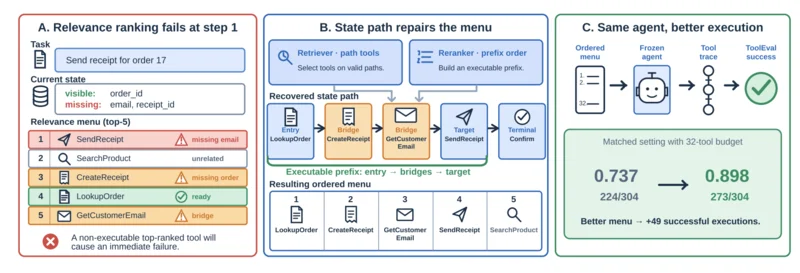 A. Relevance ranking fails at step 1
Task
Send receipt for order 17
Current state
visible: order_id
missing: email, receipt_id
Relevance menu (top-5)
1 SendReceipt missing email
2 SearchProduct unrelated
3 CreateReceipt missing order
4 LookupOrder ready
5 GetCustomerEmail bridge
A non-executable top-ranked tool will
cause an immediate failure.
B. State path repairs the menu
Retriever · path tools
Select tools on valid paths.
Reranker · prefix order
Build an executable prefix.
Recovered state path
Entry
LookupOrder
Bridge
CreateReceipt
Bridge
GetCustomer
Email
Target
SendReceipt
Terminal
Confirm
Executable prefix: entry → bridges → target
Resulting ordered menu
1 2 3 4 5
LookupOrder CreateReceipt GetCustomer SendReceipt SearchProduct
Email
C. Same agent, better execution
Ordered
menu
Frozen
agent
Tool
trace
ToolEval
success
1.
2.
32.
Matched setting with 32-tool budget
0.737 → 0.898
224/304 273/304
Better menu → +49 successful executions.